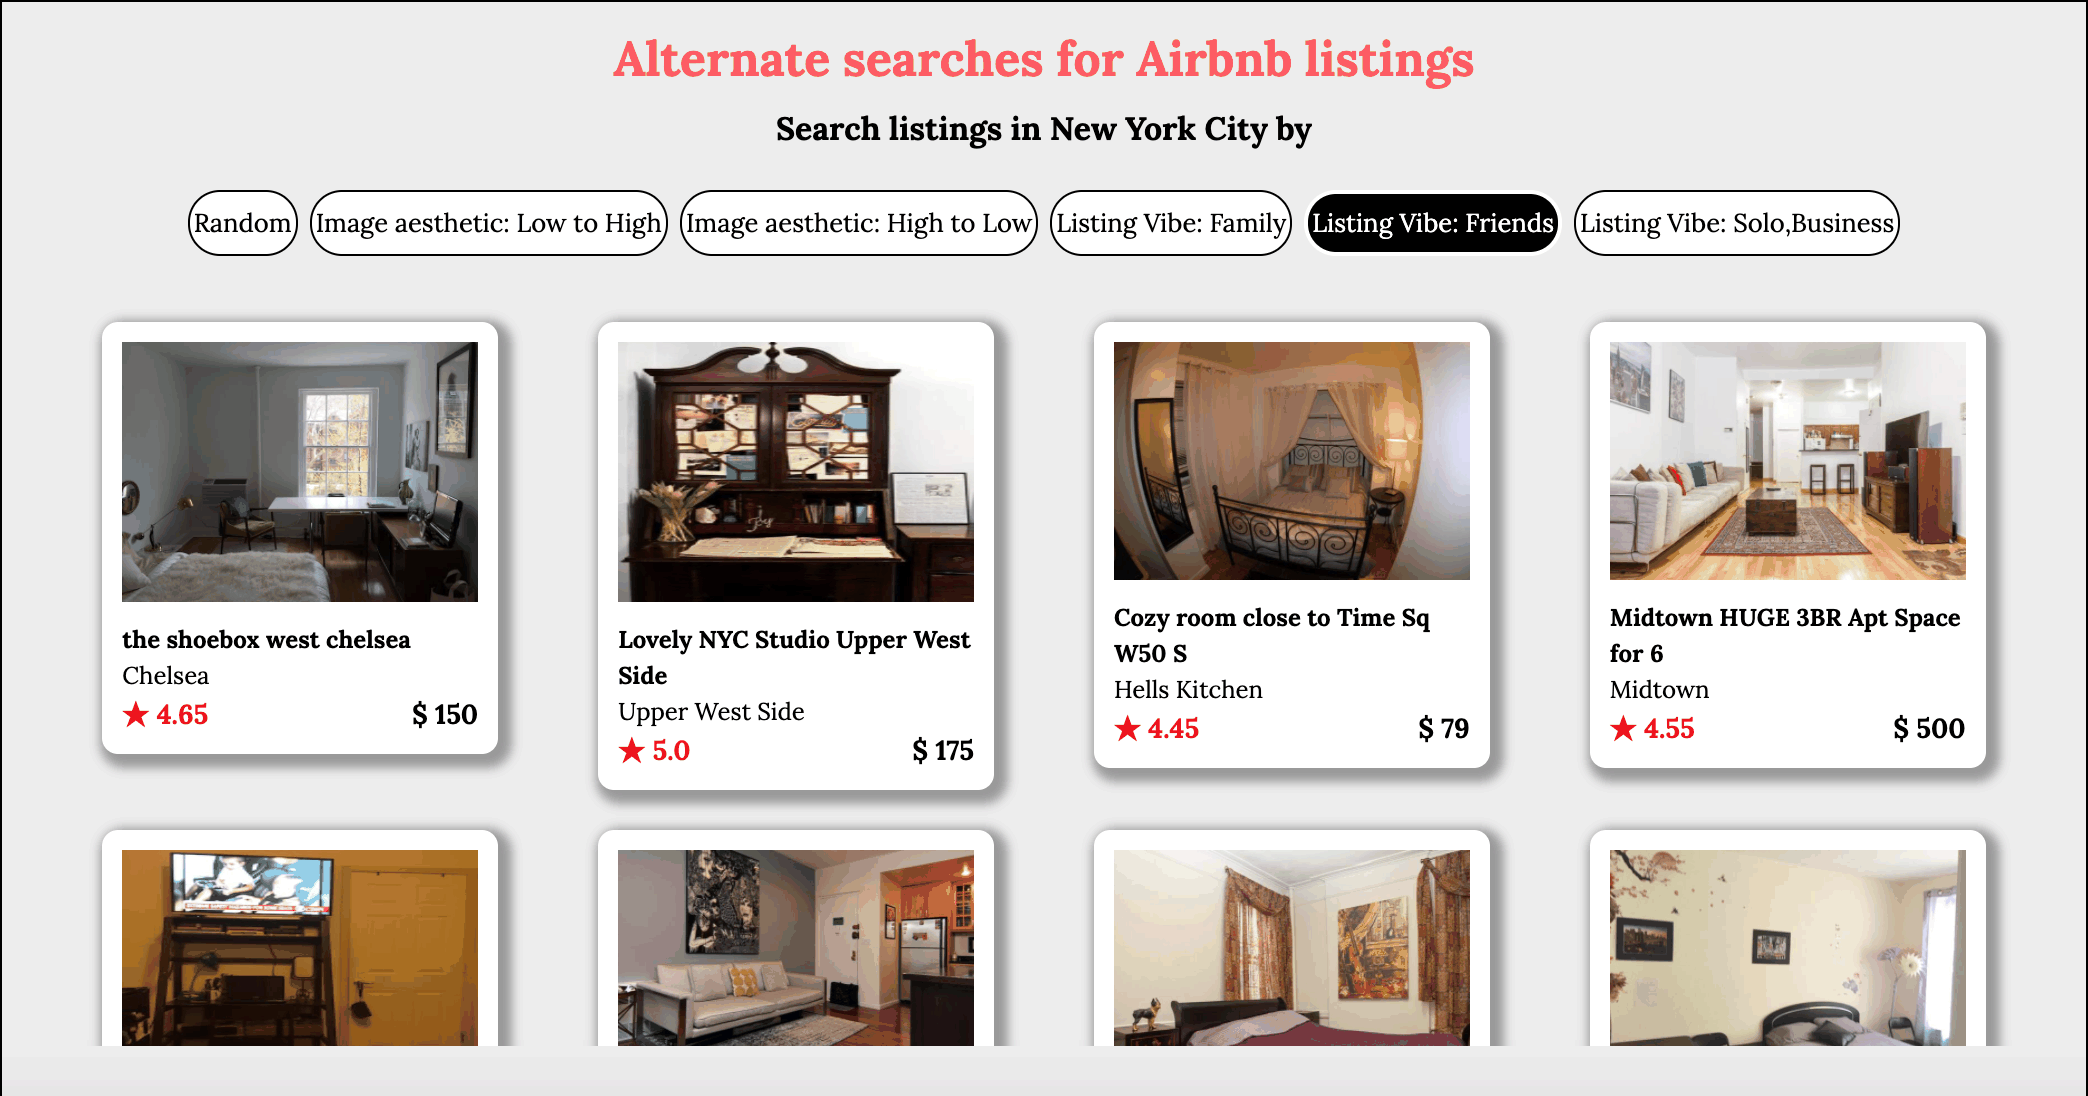 Alternate searches for Airbnb listings
Search listings in New York City by
Random
Image aesthetic: Low to High
Image aesthetic: High to Low
Listing Vibe: Family
Listing Vibe: Friends
Listing Vibe: Solo,Business
the shoebox west chelsea
Chelsea
★ 4.65
$ 150
Lovely NYC Studio Upper West
Side
Upper West Side
★ 5.0
$ 175
Cozy room close to Time Sq
W50 S
Hells Kitchen
★ 4.45
$ 79
Midtown HUGE 3BR Apt Space
for 6
Midtown
★ 4.55
$ 500